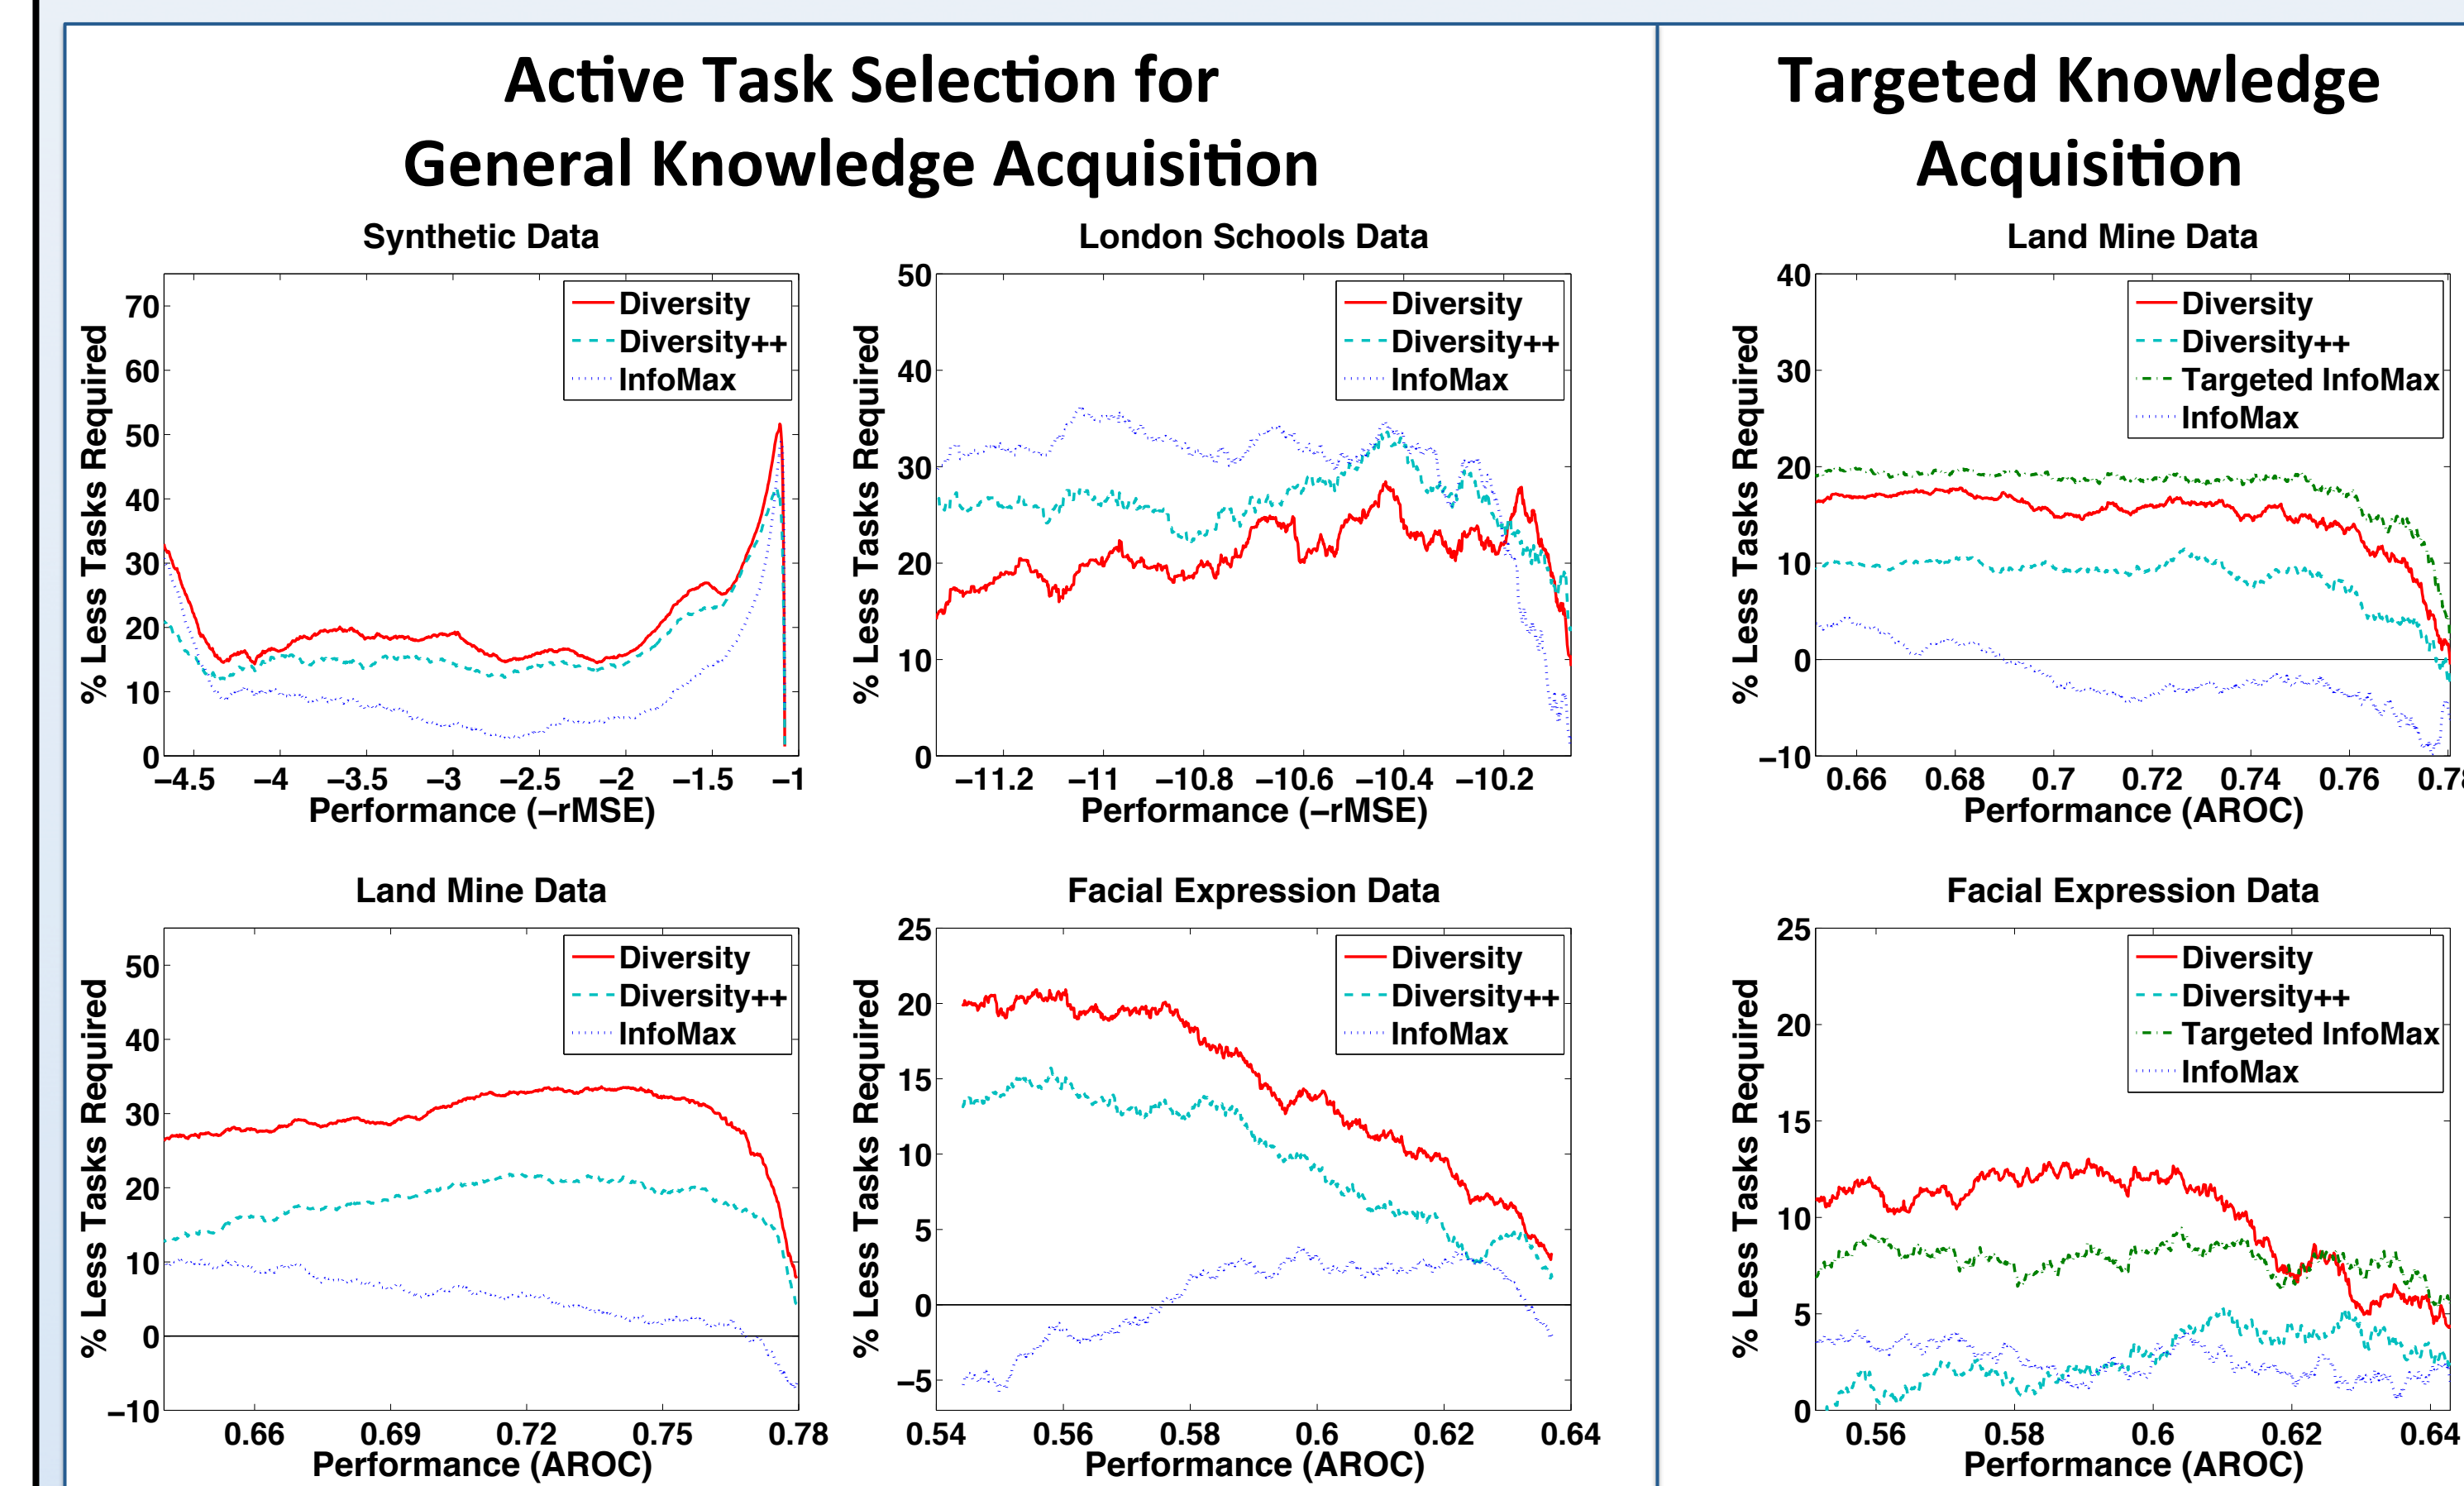 Active Task Selection for
General Knowledge Acquisition
Synthetic Data
% Less Tasks Required
70
60
50
40
30
20
10
0
Diversity
Diversity++
InfoMax
−4.5 −4 −3.5 −3 −2.5 −2 −1.5 −1
Performance (−rMSE)
London Schools Data
% Less Tasks Required
50
40
30
20
10
0
Diversity
Diversity++
InfoMax
−11.2 −11 −10.8 −10.6 −10.4 −10.2
Performance (−rMSE)
Land Mine Data
% Less Tasks Required
50
40
30
20
10
0
−10
Diversity
Diversity++
InfoMax
0.66 0.69 0.72 0.75 0.78
Performance (AROC)
Facial Expression Data
% Less Tasks Required
25
20
15
10
5
0
−5
Diversity
Diversity++
InfoMax
0.54 0.56 0.58 0.6 0.62 0.64
Performance (AROC)
Targeted Knowledge
Acquisition
Land Mine Data
% Less Tasks Required
40
30
20
10
0
−10
Diversity
Diversity++
Targeted InfoMax
InfoMax
0.66 0.68 0.7 0.72 0.74 0.76
Performance (AROC)
Facial Expression Data
% Less Tasks Required
25
20
15
10
5
0
Diversity
Diversity++
Targeted InfoMax
InfoMax
0.56 0.58 0.6 0.62 0.64
Performance (AROC)